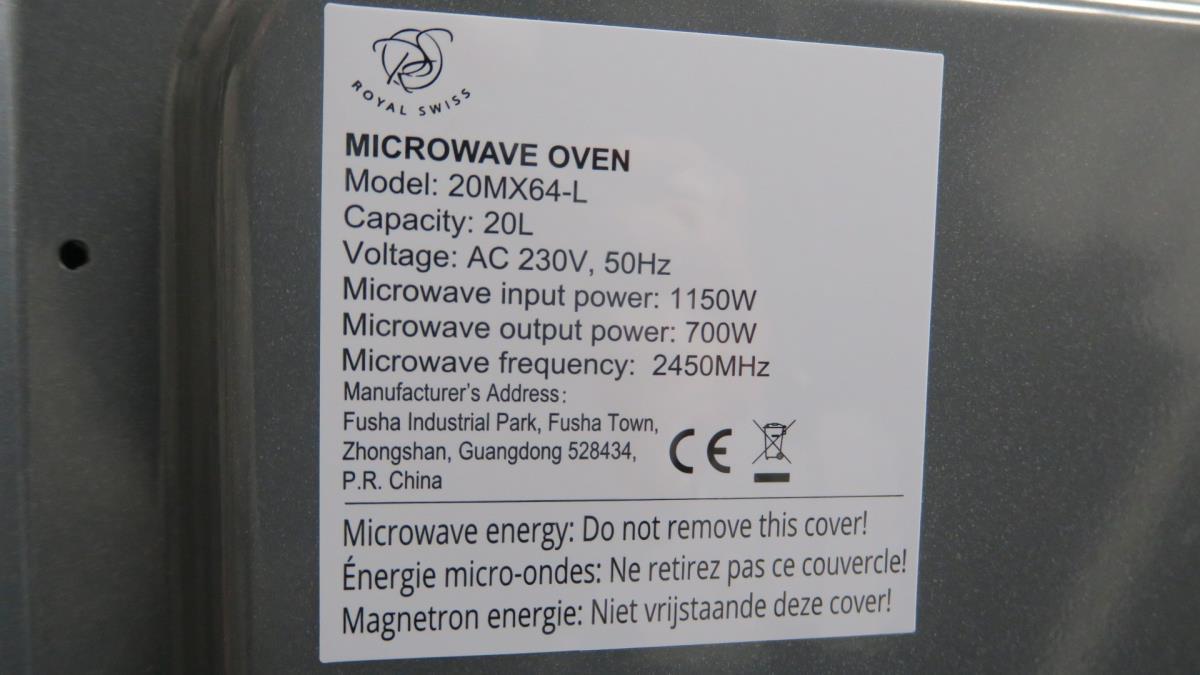 ROYAL SWISS
MICROWAVE OVEN
Model: 20MX64-L
Capacity: 20L
Voltage: AC 230V, 50Hz
Microwave input power: 1150W
Microwave output power: 700W
Microwave frequency: 2450MHz
Manufacturer's Address:
Fusha Industrial Park, Fusha Town,
Zhongshan, Guangdong 528434,
P.R. China
CE
Microwave energy: Do not remove this cover!
Énergie micro-ondes: Ne retirez pas ce couvercle!
Magnetron energie: Niet vrijstaande deze cover!